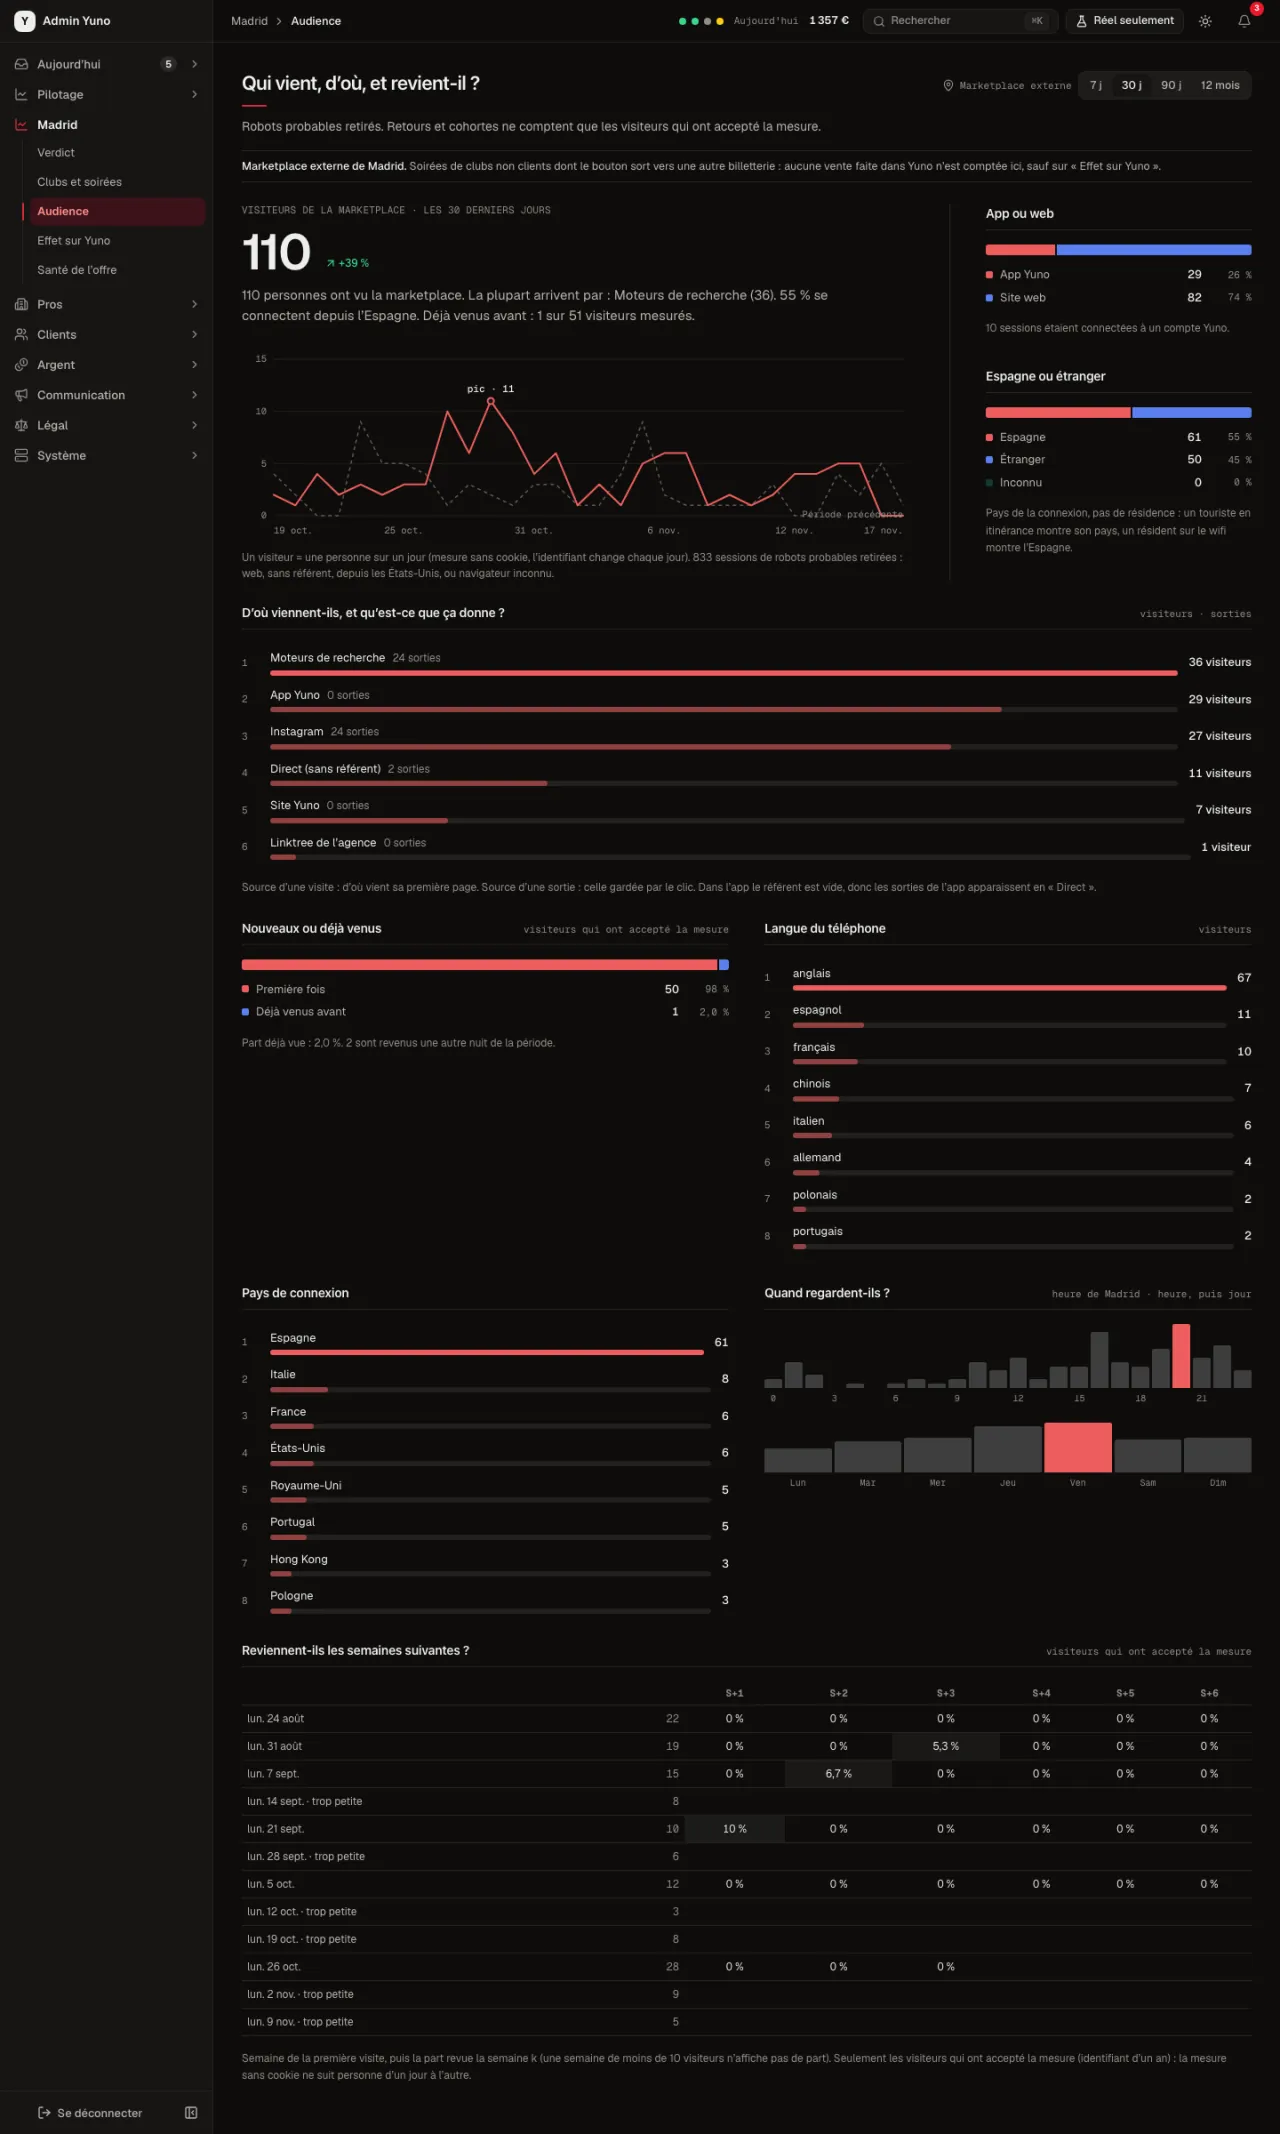 Y Admin Yuno
Aujourd'hui 5
Pilotage
Madrid
Verdict
Clubs et soirées
Audience
Effet sur Yuno
Santé de l'offre
Pros
Clients
Argent
Communication
Légal
Système
Se déconnecter
Madrid > Audience
Aujourd'hui 1 357 €
Rechercher ⌘K
Réel seulement
3
Qui vient, d'où, et revient-il ?
Marketplace externe 7 j 30 j 90 j 12 mois
Robots probables retirés. Retours et cohortes ne comptent que les visiteurs qui ont accepté la mesure.
Marketplace externe de Madrid. Soirées de clubs non clients dont le bouton sort vers une autre billetterie : aucune vente faite dans Yuno n'est comptée ici, sauf sur « Effet sur Yuno ».
VISITEURS DE LA MARKETPLACE · LES 30 DERNIERS JOURS
110 +39 %
110 personnes ont vu la marketplace. La plupart arrivent par : Moteurs de recherche (36). 55 % se
connectent depuis l'Espagne. Déjà venus avant : 1 sur 51 visiteurs mesurés.
15
pic · 11
10
5
0
Période précédente
19 oct. 25 oct. 31 oct. 6 nov. 12 nov. 17 nov.
Un visiteur = une personne sur un jour (mesure sans cookie, l'identifiant change chaque jour). 833 sessions de robots probables retirées :
web, sans référent, depuis les États-Unis, ou navigateur inconnu.
App ou web
App Yuno 29 26 %
Site web 82 74 %
10 sessions étaient connectées à un compte Yuno.
Espagne ou étranger
Espagne 61 55 %
Étranger 50 45 %
Inconnu 0 0 %
Pays de la connexion, pas de résidence : un touriste en
itinérance montre son pays, un résident sur le wifi
montre l'Espagne.
D'où viennent-ils, et qu'est-ce que ça donne ? visiteurs · sorties
1 Moteurs de recherche 24 sorties 36 visiteurs
2 App Yuno 0 sorties 29 visiteurs
3 Instagram 24 sorties 27 visiteurs
4 Direct (sans référent) 2 sorties 11 visiteurs
5 Site Yuno 0 sorties 7 visiteurs
6 Linktree de l'agence 0 sorties 1 visiteur
Source d'une visite : d'où vient sa première page. Source d'une sortie : celle gardée par le clic. Dans l'app le référent est vide, donc les sorties de l'app apparaissent en « Direct ».
Nouveaux ou déjà venus visiteurs qui ont accepté la mesure
Première fois 50 98 %
Déjà venus avant 1 2,0 %
Part déjà vue : 2,0 %. 2 sont revenus une autre nuit de la période.
Langue du téléphone visiteurs
1 anglais 67
2 espagnol 11
3 français 10
4 chinois 7
5 italien 6
6 allemand 4
7 polonais 2
8 portugais 2
Pays de connexion
1 Espagne 61
2 Italie 8
3 France 6
4 États-Unis 6
5 Royaume-Uni 5
6 Portugal 5
7 Hong Kong 3
8 Pologne 3
Quand regardent-ils ? heure de Madrid · heure, puis jour
0 3 6 9 12 15 18 21
Lun Mar Mer Jeu Ven Sam Dim
Reviennent-ils les semaines suivantes ? visiteurs qui ont accepté la mesure
S+1 S+2 S+3 S+4 S+5 S+6
lun. 24 août 22 0 % 0 % 0 % 0 % 0 % 0 %
lun. 31 août 19 0 % 0 % 5,3 % 0 % 0 % 0 %
lun. 7 sept. 15 0 % 6,7 % 0 % 0 % 0 % 0 %
lun. 14 sept. · trop petite 8
lun. 21 sept. 10 10 % 0 % 0 % 0 % 0 % 0 %
lun. 28 sept. · trop petite 6
lun. 5 oct. 12 0 % 0 % 0 % 0 % 0 % 0 %
lun. 12 oct. · trop petite 3
lun. 19 oct. · trop petite 8
lun. 26 oct. 28 0 % 0 % 0 %
lun. 2 nov. · trop petite 9
lun. 9 nov. · trop petite 5
Semaine de la première visite, puis la part revue la semaine k (une semaine de moins de 10 visiteurs n'affiche pas de part). Seulement les visiteurs qui ont accepté la mesure (identifiant d'un an) : la mesure
sans cookie ne suit personne d'un jour à l'autre.